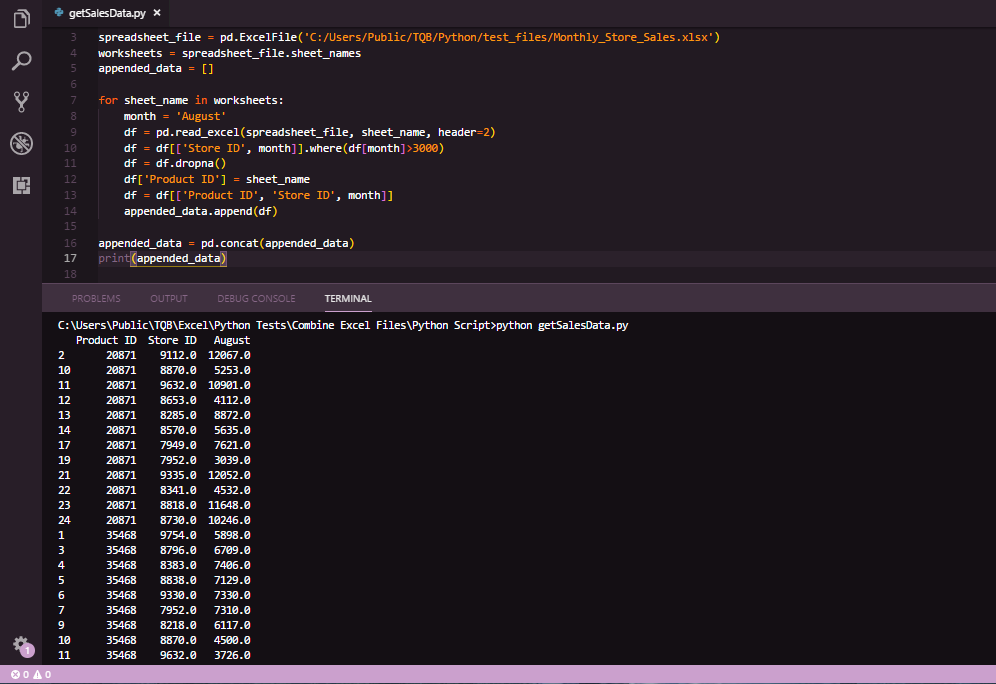 getSalesData.py ×
3 spreadsheet_file = pd.ExcelFile('C:/Users/Public/TQB/Python/test_files/Monthly_Store_Sales.xlsx')
4 worksheets = spreadsheet_file.sheet_names
5 appended_data = []
6
7 for sheet_name in worksheets:
8     month = 'August'
9     df = pd.read_excel(spreadsheet_file, sheet_name, header=2)
10     df = df[['Store ID', month]].where(df[month]>3000)
11     df = df.dropna()
12     df['Product ID'] = sheet_name
13     df = df[['Product ID', 'Store ID', month]]
14     appended_data.append(df)
15
16 appended_data = pd.concat(appended_data)
17 print(appended_data)
18
PROBLEMS OUTPUT DEBUG CONSOLE TERMINAL
C:\Users\Public\TQB\Excel\Python Tests\Combine Excel Files\Python Script>python getSalesData.py
Product ID Store ID August
2 20871 9112.0 12067.0
10 20871 8870.0 5253.0
11 20871 9632.0 10901.0
12 20871 8653.0 4112.0
13 20871 8285.0 8872.0
14 20871 8570.0 5635.0
17 20871 7949.0 7621.0
19 20871 7952.0 3039.0
21 20871 9335.0 12052.0
22 20871 8341.0 4532.0
23 20871 8818.0 11648.0
24 20871 8730.0 10246.0
1 35468 9754.0 5898.0
3 35468 8796.0 6709.0
4 35468 8383.0 7406.0
5 35468 8838.0 7129.0
6 35468 9330.0 7330.0
7 35468 7952.0 7310.0
9 35468 8218.0 6117.0
10 35468 8870.0 4500.0
11 35468 9632.0 3726.0
1
0 0